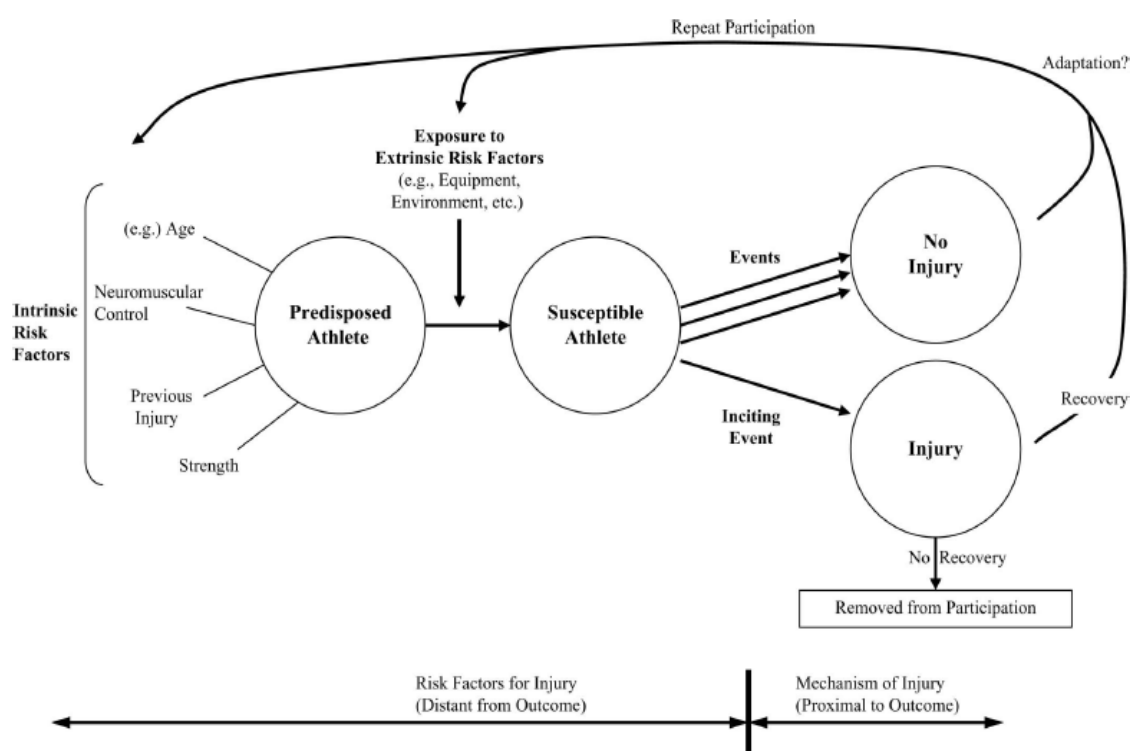 Repeat Participation
Adaptation?
Exposure to
Extrinsic Risk Factors
(e.g., Equipment,
Environment, etc.)
(e.g.) Age
Neuromuscular
Control
Intrinsic
Risk
Factors
Previous
Injury
Strength
Predisposed
Athlete
Susceptible
Athlete
Events
No
Injury
Inciting
Event
Injury
Recovery
No Recovery
Removed from Participation
Risk Factors for Injury
(Distant from Outcome)
Mechanism of Injury
(Proximal to Outcome)